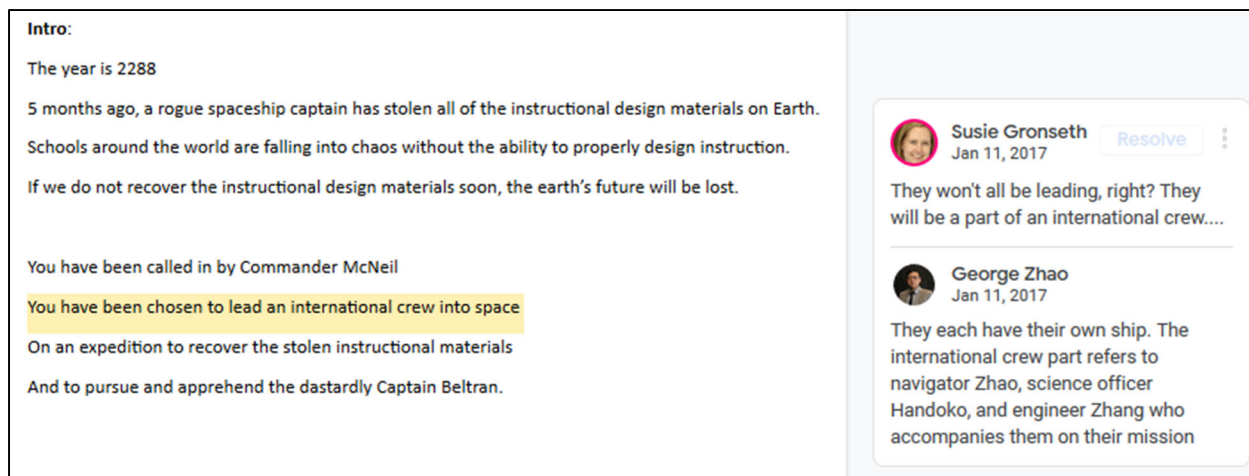 Intro:
The year is 2288
5 months ago, a rogue spaceship captain has stolen all of the instructional design materials on Earth.
Schools around the world are falling into chaos without the ability to properly design instruction.
If we do not recover the instructional design materials soon, the earth's future will be lost.
You have been called in by Commander McNeil
You have been chosen to lead an international crew into space
On an expedition to recover the stolen instructional materials
And to pursue and apprehend the dastardly Captain Beltran.
Susie Gronseth
Resolve
Jan 11, 2017
They won't all be leading, right? They
will be a part of an international crew....
George Zhao
Jan 11, 2017
They each have their own ship. The
international crew part refers to
navigator Zhao, science officer
Handoko, and engineer Zhang who
accompanies them on their mission